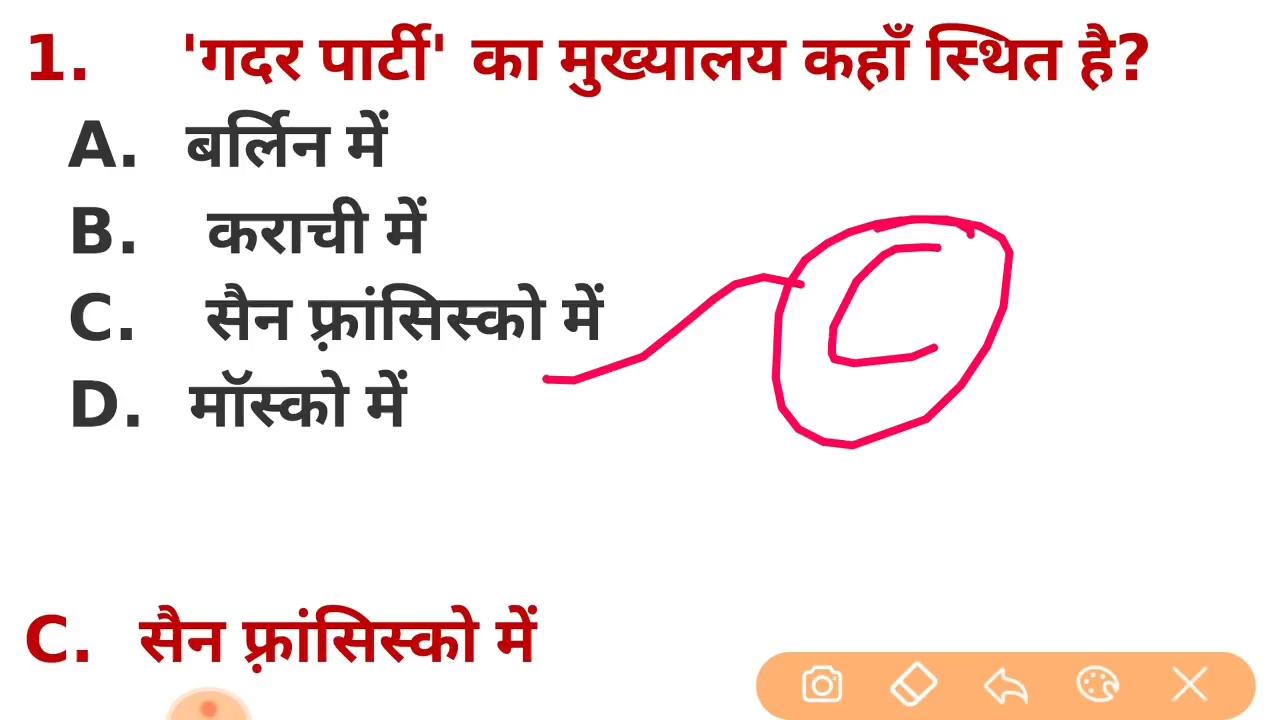 1. 'गदर पार्टी' का मुख्यालय कहाँ स्थित है?
A. बर्लिन में
B. कराची में
C. सैन फ़्रांसिस्को में
D. मॉस्को में
C
C. सैन फ़्रांसिस्को में